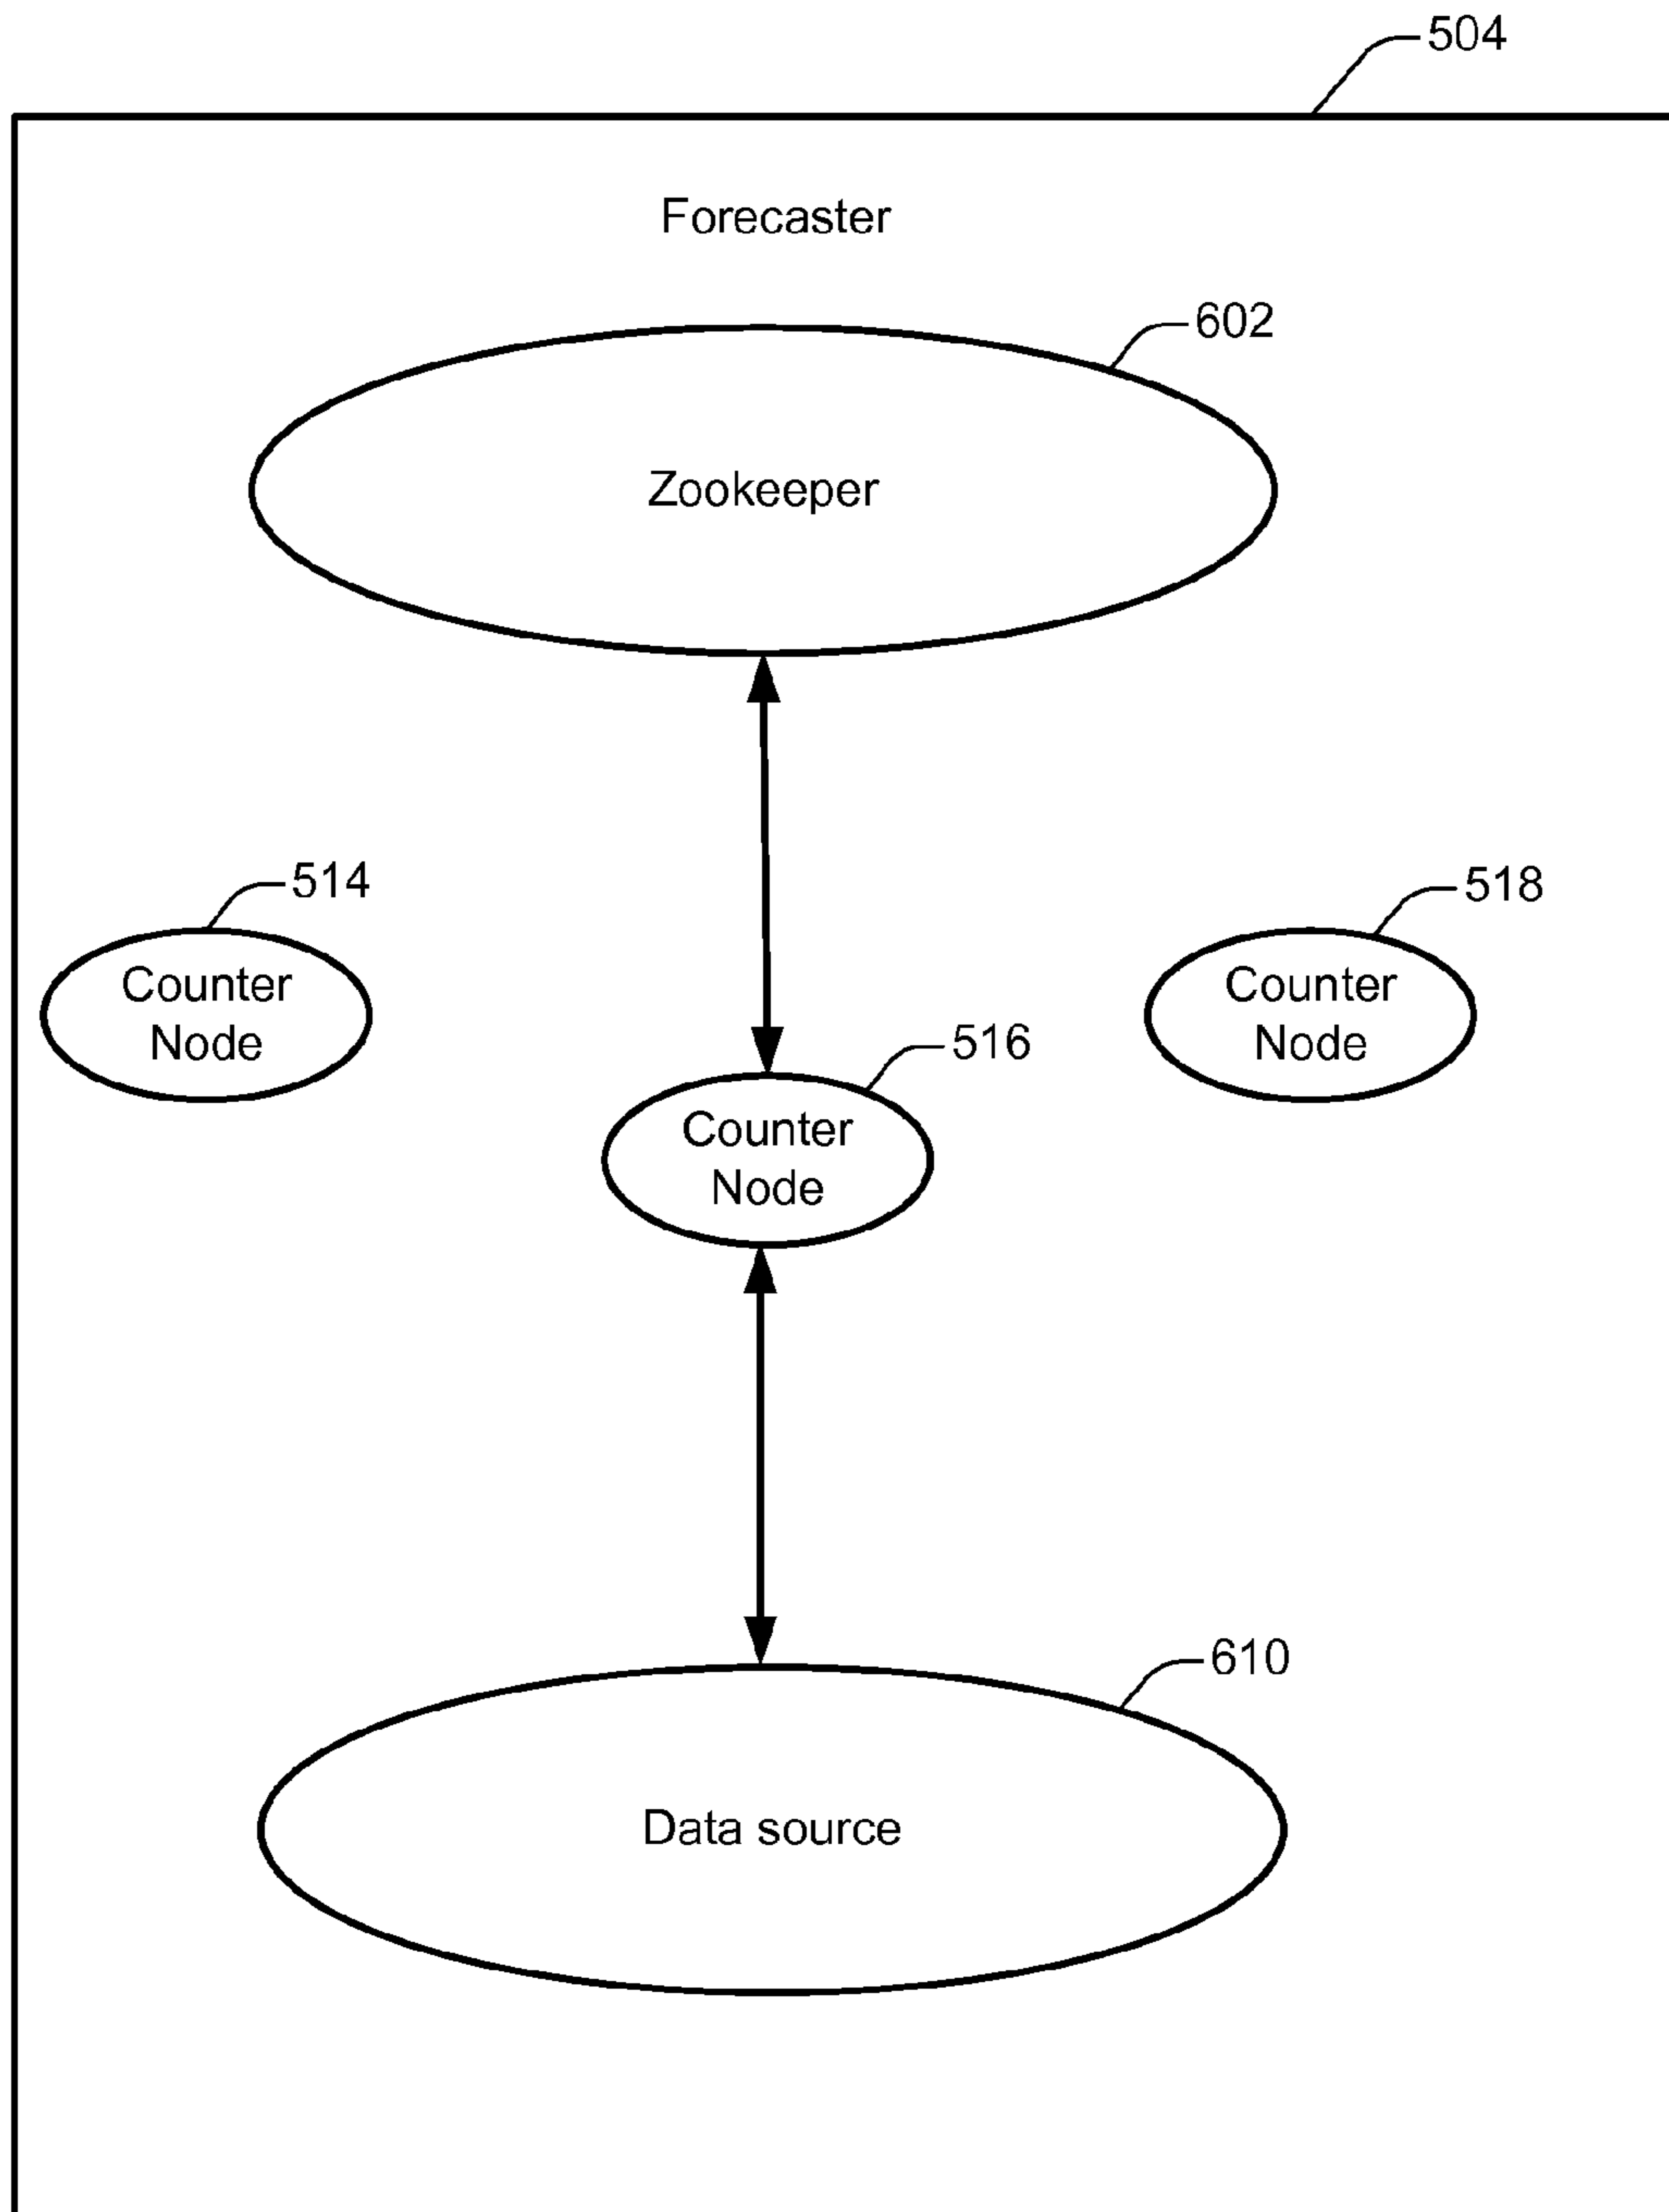 504
Forecaster
602
Zookeeper
514
518
Counter
Node
Counter
Node
516
Counter
Node
610
Data source